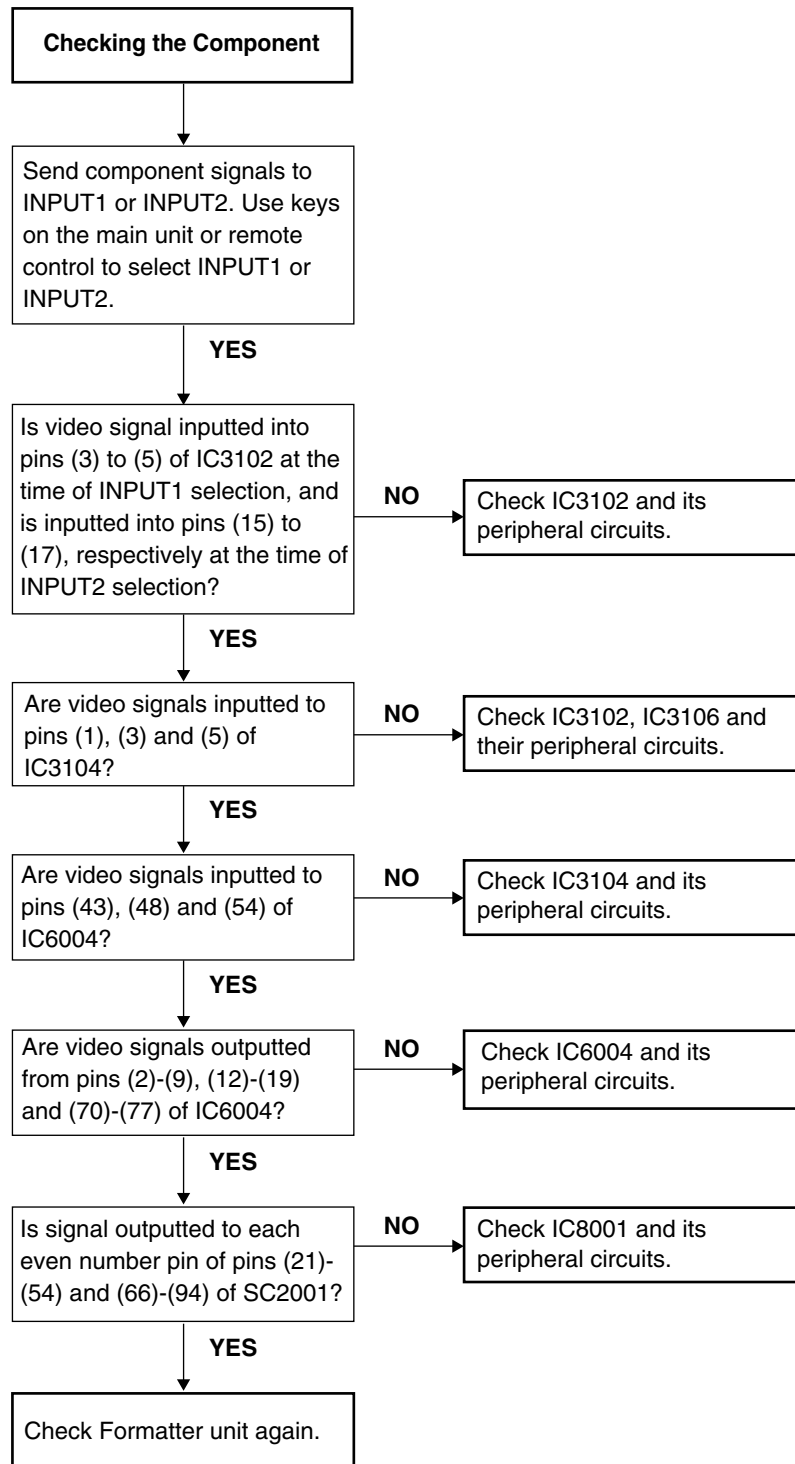 Checking the Component
Send component signals to
INPUT1 or INPUT2. Use keys
on the main unit or remote
control to select INPUT1 or
INPUT2.
YES
Is video signal inputted into
pins (3) to (5) of IC3102 at the
time of INPUT1 selection, and
is inputted into pins (15) to
(17), respectively at the time of
INPUT2 selection?
NO
Check IC3102 and its
peripheral circuits.
YES
Are video signals inputted to
pins (1), (3) and (5) of
IC3104?
NO
Check IC3102, IC3106 and
their peripheral circuits.
YES
Are video signals inputted to
pins (43), (48) and (54) of
IC6004?
NO
Check IC3104 and its
peripheral circuits.
YES
Are video signals outputted
from pins (2)-(9), (12)-(19)
and (70)-(77) of IC6004?
NO
Check IC6004 and its
peripheral circuits.
YES
Is signal outputted to each
even number pin of pins (21)-
(54) and (66)-(94) of SC2001?
NO
Check IC8001 and its
peripheral circuits.
YES
Check Formatter unit again.